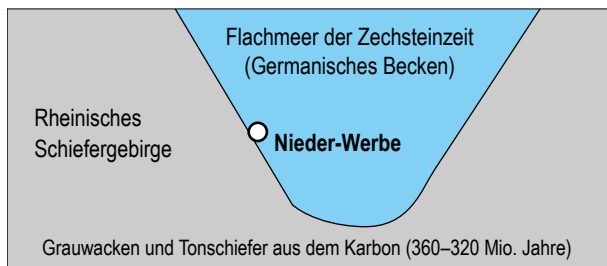 Flachmeer der Zechsteinzeit
(Germanisches Becken)
Rheinisches
Schiefergebirge
Nieder-Werbe
Grauwacken und Tonschiefer aus dem Karbon (360–320 Mio. Jahre)